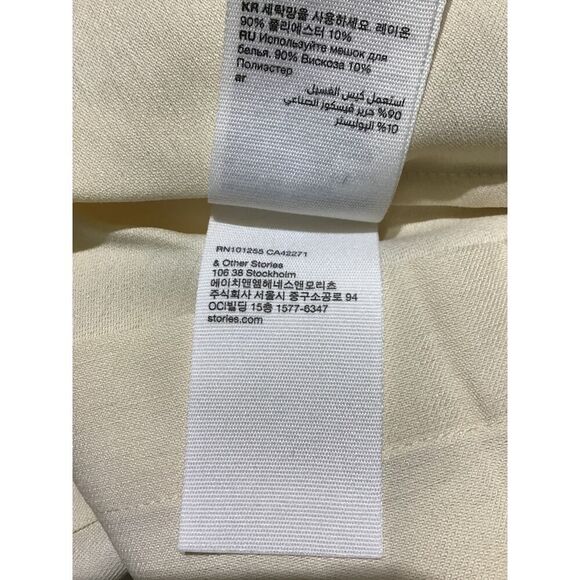 KR 세탁망을 사용하세요. 레이온
90% 폴리에스터 10%
RU Используйте мешок для
белья. 90% Вискоза 10%
Полиэстер
ar
استعمل كيس الغسيل
%90 حرير فيسكوز الصناعي
%10 البوليستر
RN101255 CA42271
& Other Stories
106 38 Stockholm
에이치앤엠헤네스앤모리츠
주식회사 서울시 중구소공로 94
OCI빌딩 15층 1577-6347
stories.com